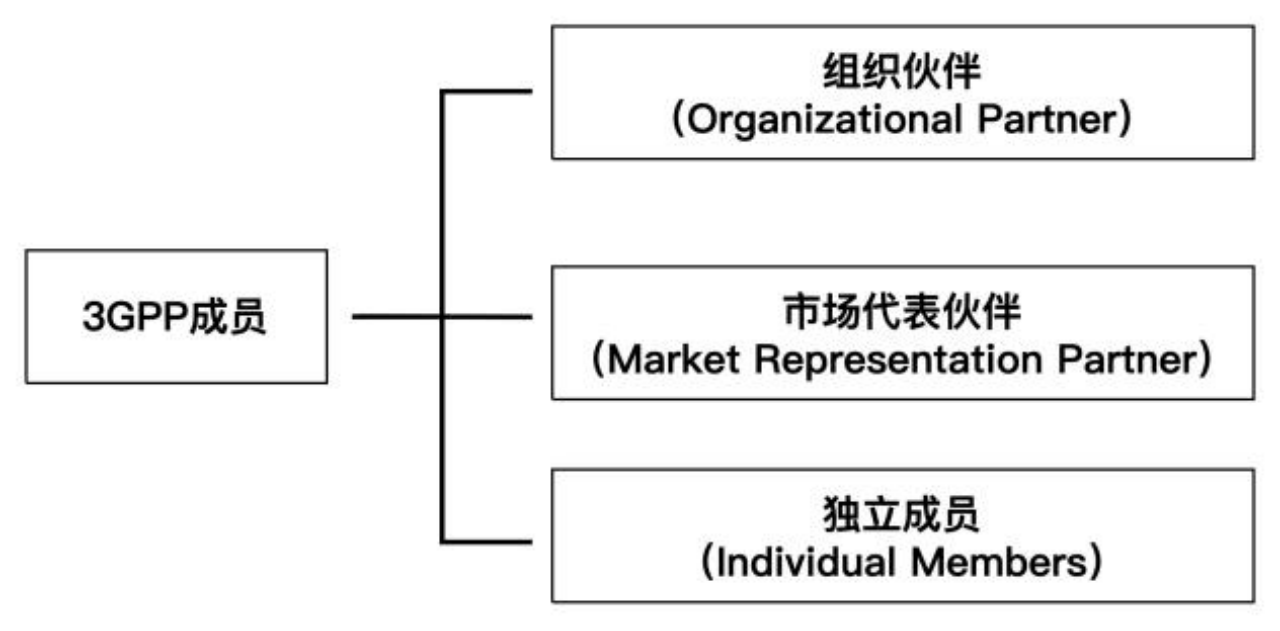 3GPP成员
组织伙伴
（Organizational Partner）
市场代表伙伴
（Market Representation Partner）
独立成员
（Individual Members）